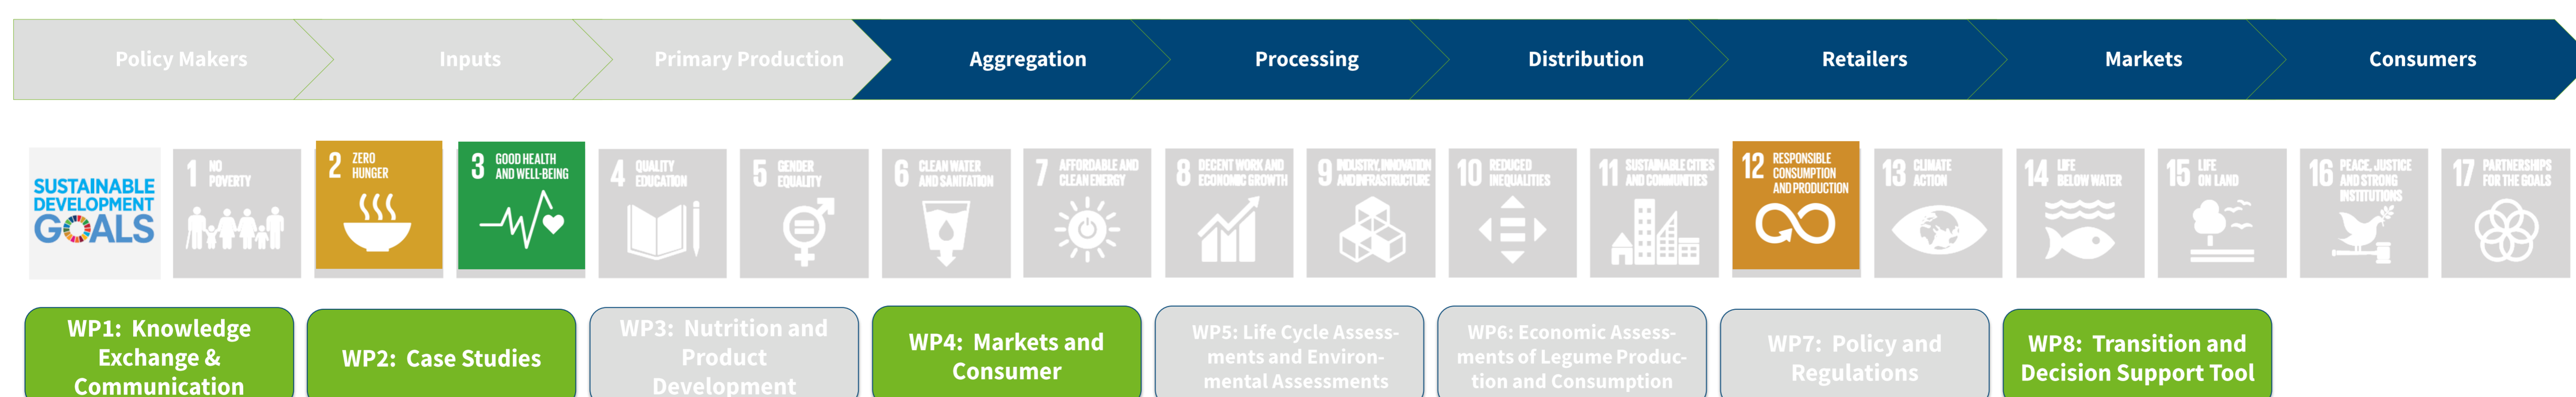 Policy Makers
Inputs
Primary Production
Aggregation
Processing
Distribution
Retailers
Markets
Consumers
SUSTAINABLE
DEVELOPMENT
GOALS
1 NO
POVERTY
2 ZERO
HUNGER
3 GOOD HEALTH
AND WELL-BEING
4 QUALITY
EDUCATION
5 GENDER
EQUALITY
6 CLEAN WATER
AND SANITATION
7 AFFORDABLE AND
CLEAN ENERGY
8 DECENT WORK AND
ECONOMIC GROWTH
9 INDUSTRY, INNOVATION
AND INFRASTRUCTURE
10 REDUCED
INEQUALITIES
11 SUSTAINABLE CITIES
AND COMMUNITIES
12 RESPONSIBLE
CONSUMPTION
AND PRODUCTION
13 CLIMATE
ACTION
14 LIFE
BELOW WATER
15 LIFE
ON LAND
16 PEACE, JUSTICE
AND STRONG
INSTITUTIONS
17 PARTNERSHIPS
FOR THE GOALS
WP1: Knowledge
Exchange &
Communication
WP2: Case Studies
WP3: Nutrition and
Product
Development
WP4: Markets and
Consumer
WP5: Life Cycle Assess-
ments and Environ-
mental Assessments
WP6: Economic Assess-
ments of Legume Produc-
tion and Consumption
WP7: Policy and
Regulations
WP8: Transition and
Decision Support Tool